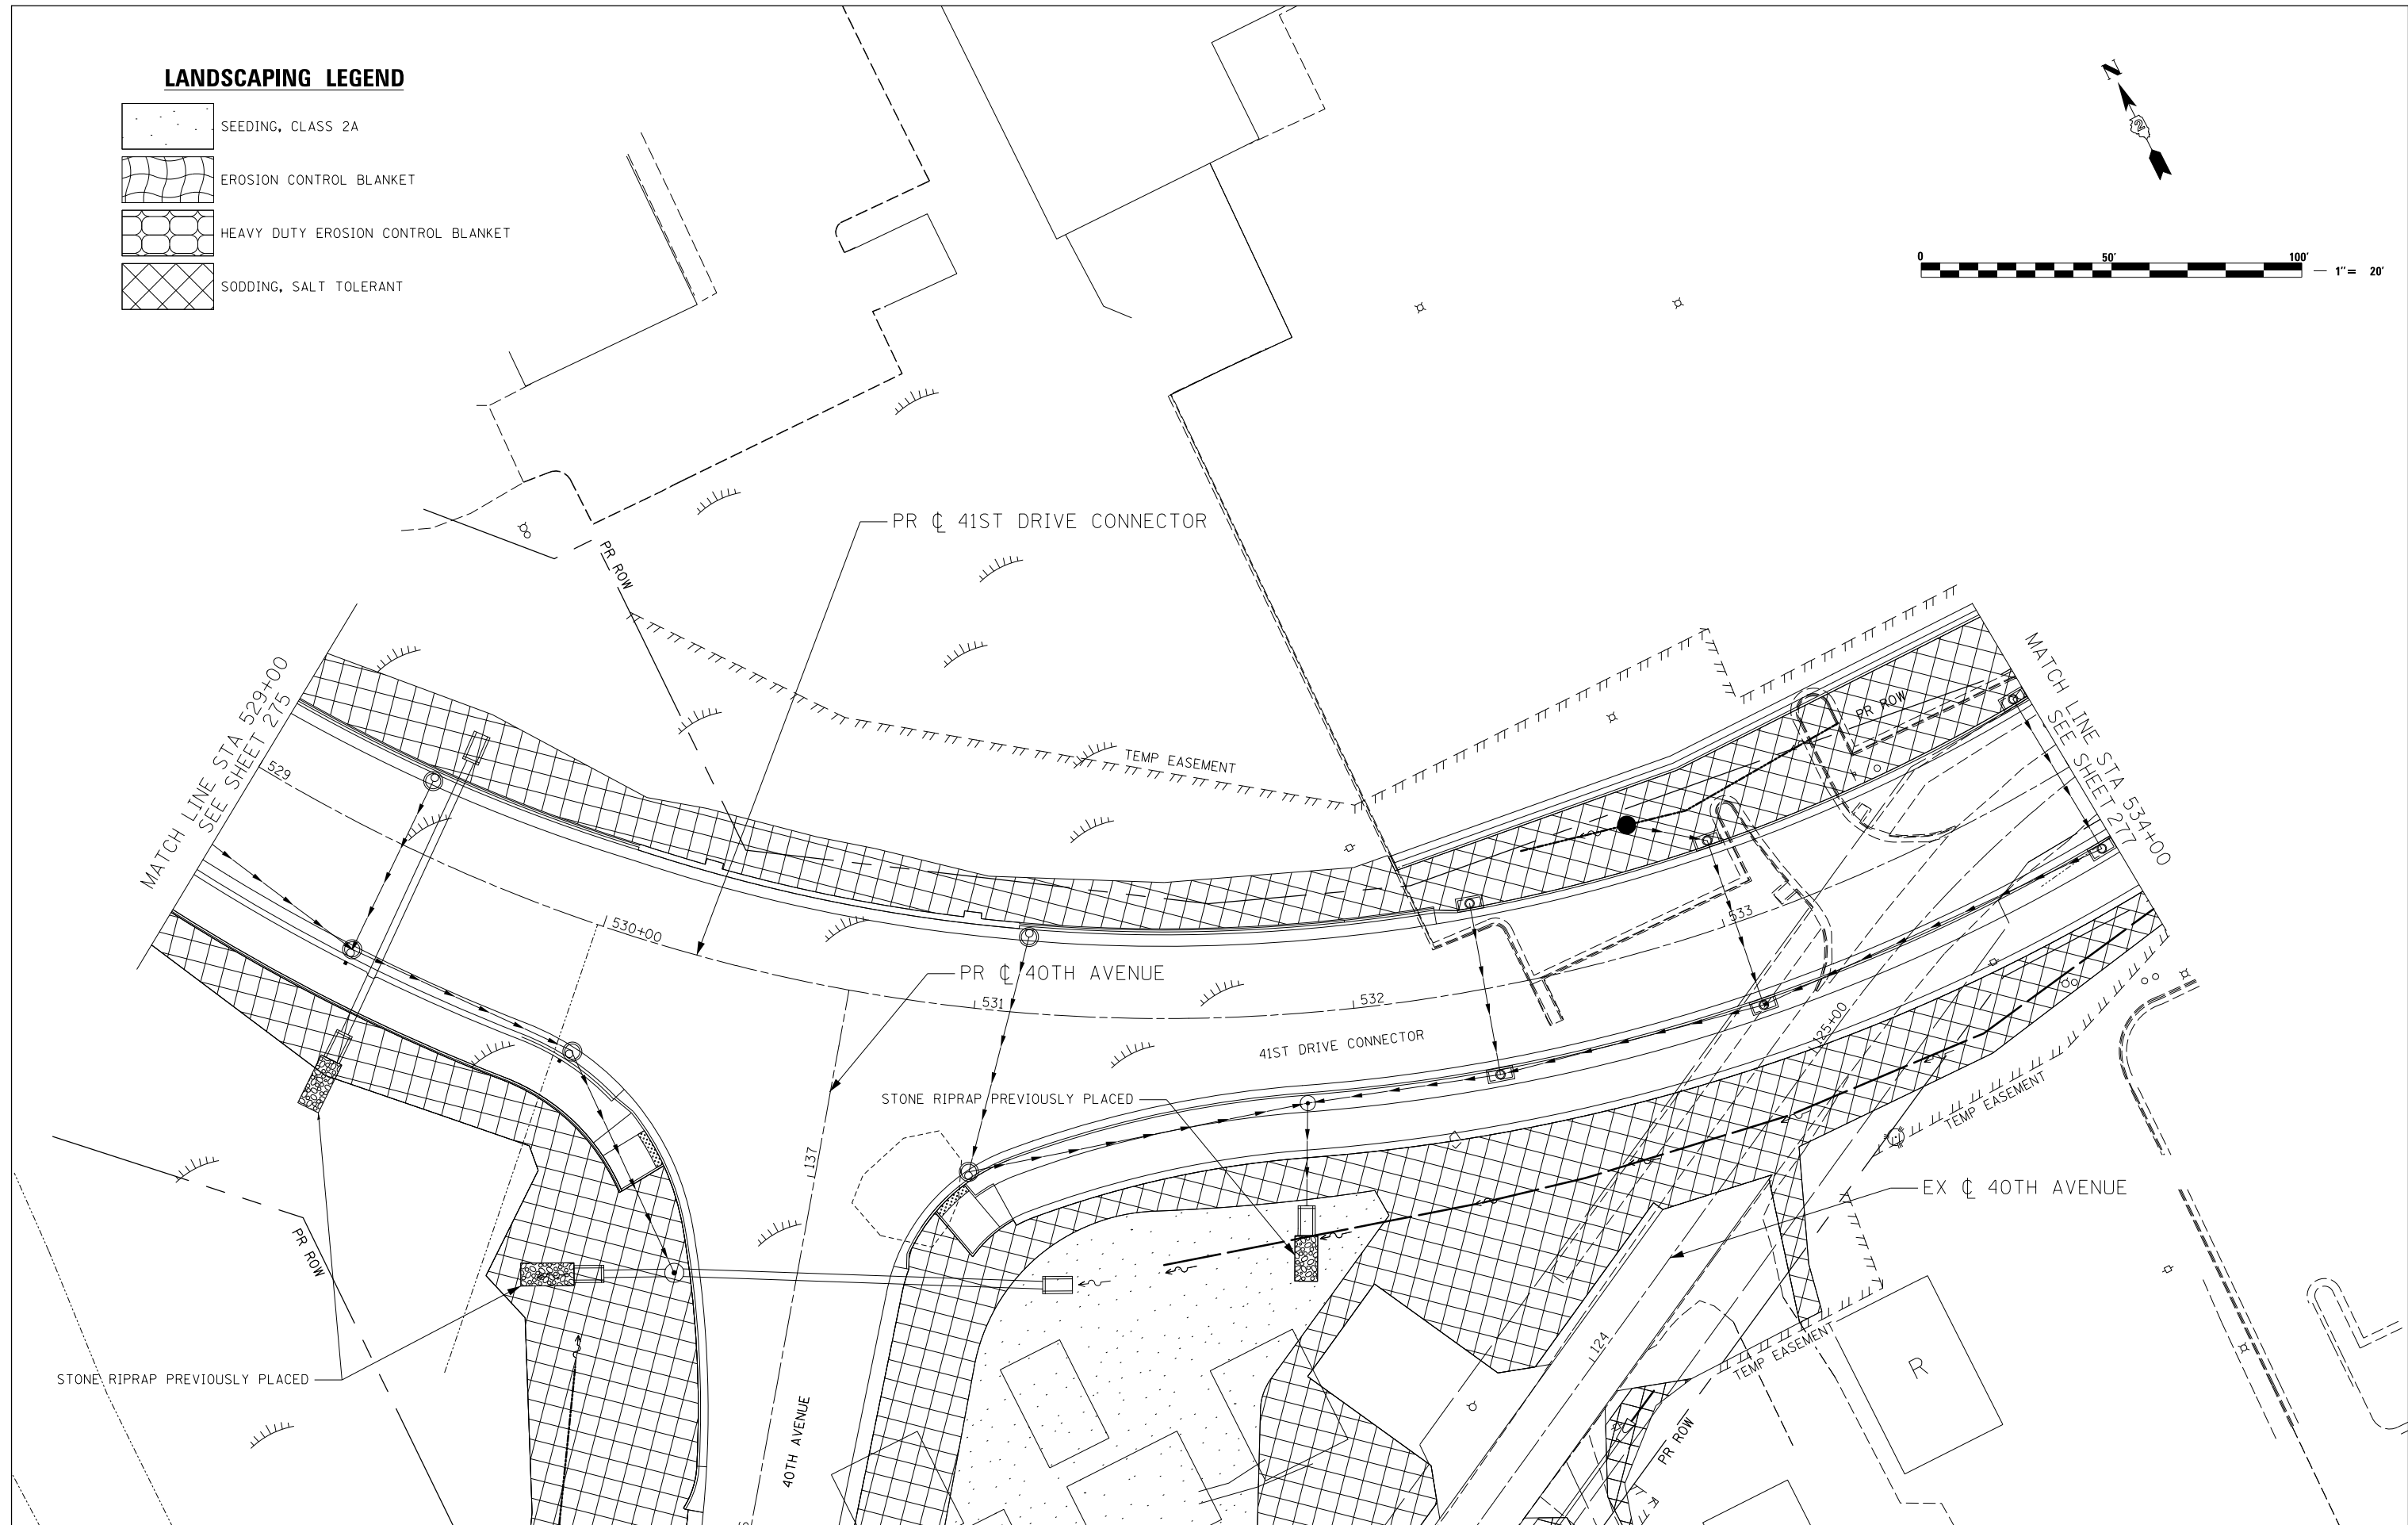 LANDSCAPING LEGEND
SEEDING, CLASS 2A
EROSION CONTROL BLANKET
HEAVY DUTY EROSION CONTROL BLANKET
SODDING, SALT TOLERANT
N
2
0 50' 100'
1"= 20'
PR ℄ 41ST DRIVE CONNECTOR
PR ROW
MATCH LINE STA 529+00
SEE SHEET 275
529
TEMP EASEMENT
PR ROW
MATCH LINE STA 534+00
SEE SHEET 277
530+00
PR ℄ 40TH AVENUE
531
532
533
41ST DRIVE CONNECTOR
125+00
STONE RIPRAP PREVIOUSLY PLACED
TEMP EASEMENT
137
EX ℄ 40TH AVENUE
PR ROW
124
TEMP EASEMENT
R
STONE RIPRAP PREVIOUSLY PLACED
40TH AVENUE
PR ROW